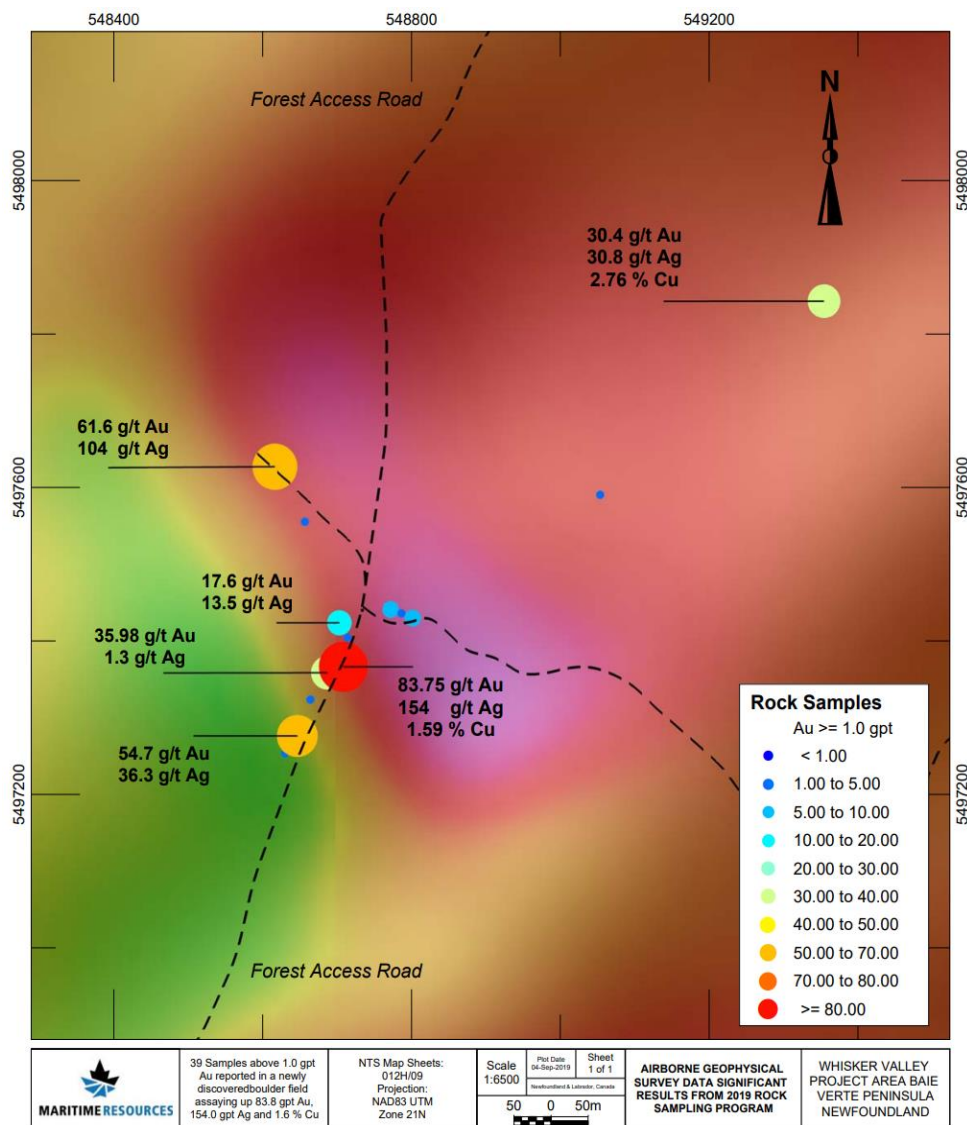 548400
548800
549200
Forest Access Road
N
5498000
5498000
30.4 g/t Au
30.8 g/t Ag
2.76 % Cu
61.6 g/t Au
104 g/t Ag
5497600
5497600
17.6 g/t Au
13.5 g/t Ag
35.98 g/t Au
1.3 g/t Ag
83.75 g/t Au
154 g/t Ag
1.59 % Cu
54.7 g/t Au
36.3 g/t Ag
5497200
5497200
Rock Samples
Au >= 1.0 gpt
< 1.00
1.00 to 5.00
5.00 to 10.00
10.00 to 20.00
20.00 to 30.00
30.00 to 40.00
40.00 to 50.00
50.00 to 70.00
70.00 to 80.00
>= 80.00
Forest Access Road
MARITIMERESOURCES
39 Samples above 1.0 gpt
Au reported in a newly
discoveredboulder field
assaying up 83.8 gpt Au,
154.0 gpt Ag and 1.6 % Cu
NTS Map Sheets:
012H/09
Projection:
NAD83 UTM
Zone 21N
Scale
1:6500
Plot Date
04-Sep-2019
Sheet
1 of 1
Newfoundland & Labrador, Canada
50 0 50m
AIRBORNE GEOPHYSICAL
SURVEY DATA SIGNIFICANT
RESULTS FROM 2019 ROCK
SAMPLING PROGRAM
WHISKER VALLEY
PROJECT AREA BAIE
VERTE PENINSULA
NEWFOUNDLAND